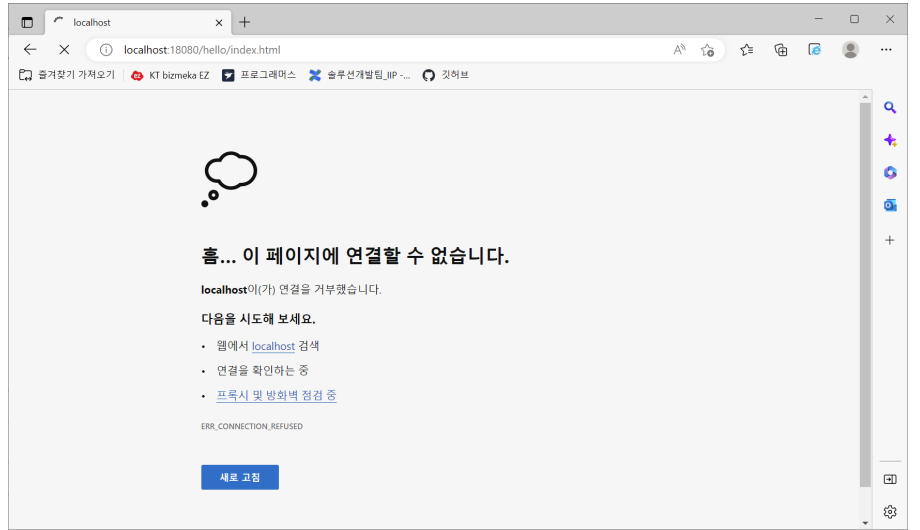 localhost
localhost:18080/hello/index.html
즐겨찾기 가져오기 ez KT bizmeka EZ 프로그래머스 솔루션개발팀_IIP -... 깃허브
흠... 이 페이지에 연결할 수 없습니다.
localhost이(가) 연결을 거부했습니다.
다음을 시도해 보세요.
• 웹에서 localhost 검색
• 연결을 확인하는 중
• 프록시 및 방화벽 점검 중
ERR_CONNECTION_REFUSED
새로 고침